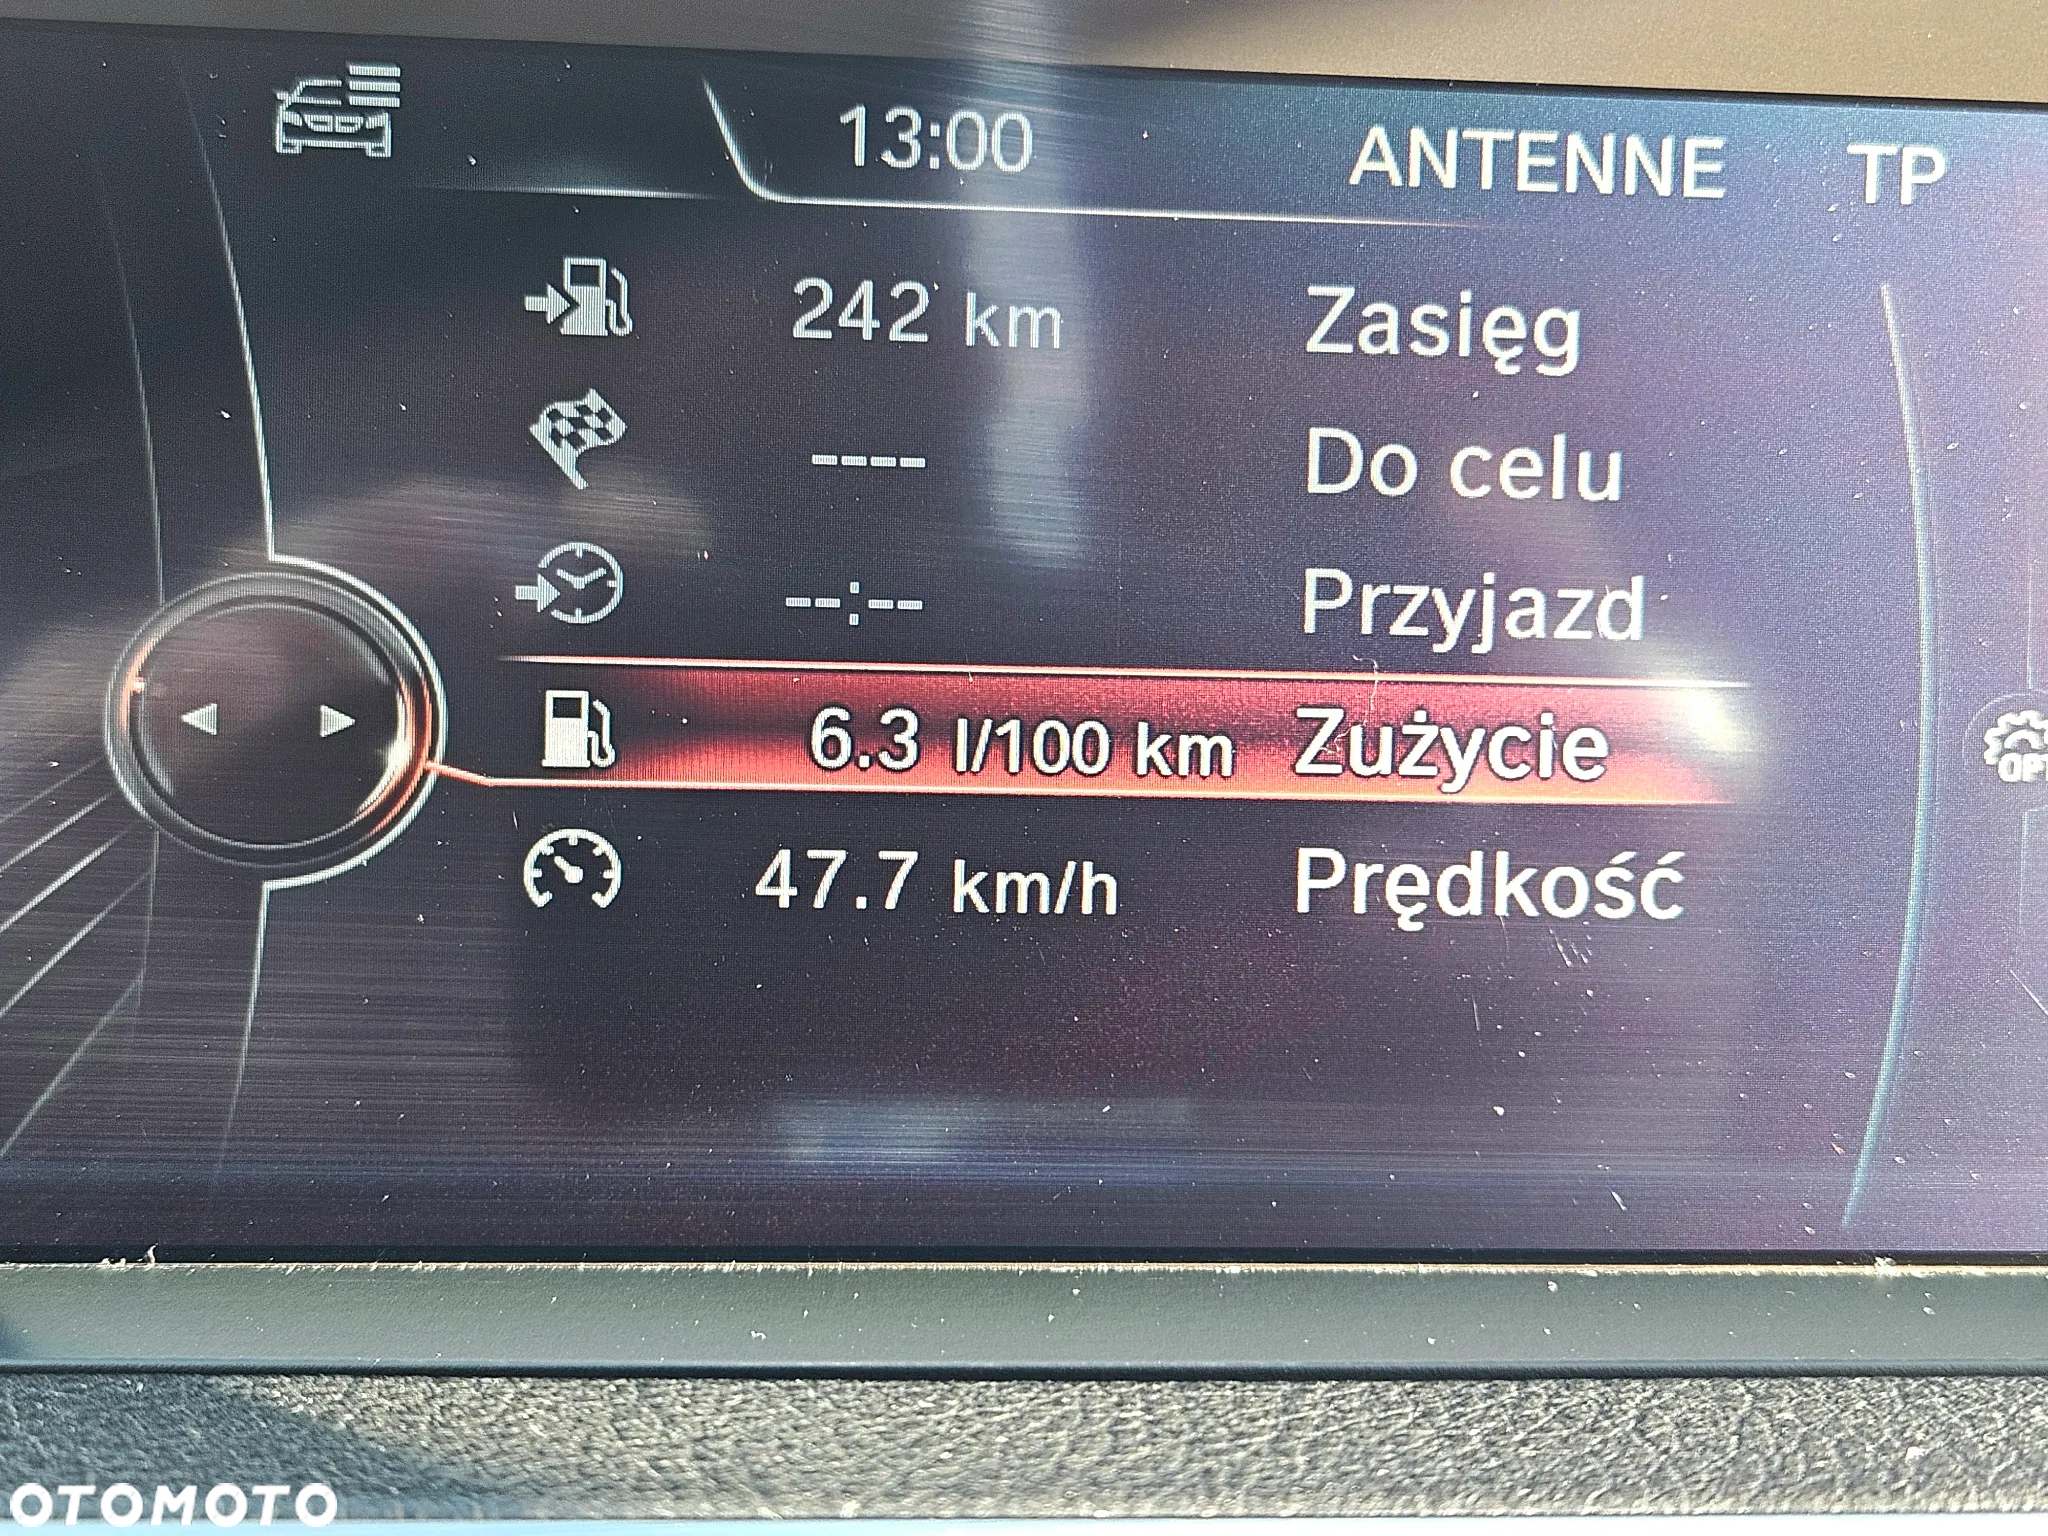 13:00 ANTENNE TP
242 km Zasięg
---- Do celu
--:-- Przyjazd
6.3 l/100 km Zużycie
47.7 km/h Prędkość
OTOMOTO